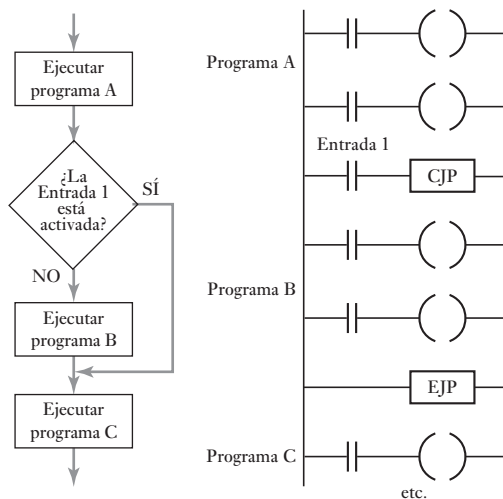 Ejecutar
programa A
¿La
Entrada 1
está
activada?
SÍ
NO
Ejecutar
programa B
Ejecutar
programa C
Programa A
Entrada 1
CJP
Programa B
EJP
Programa C
etc.